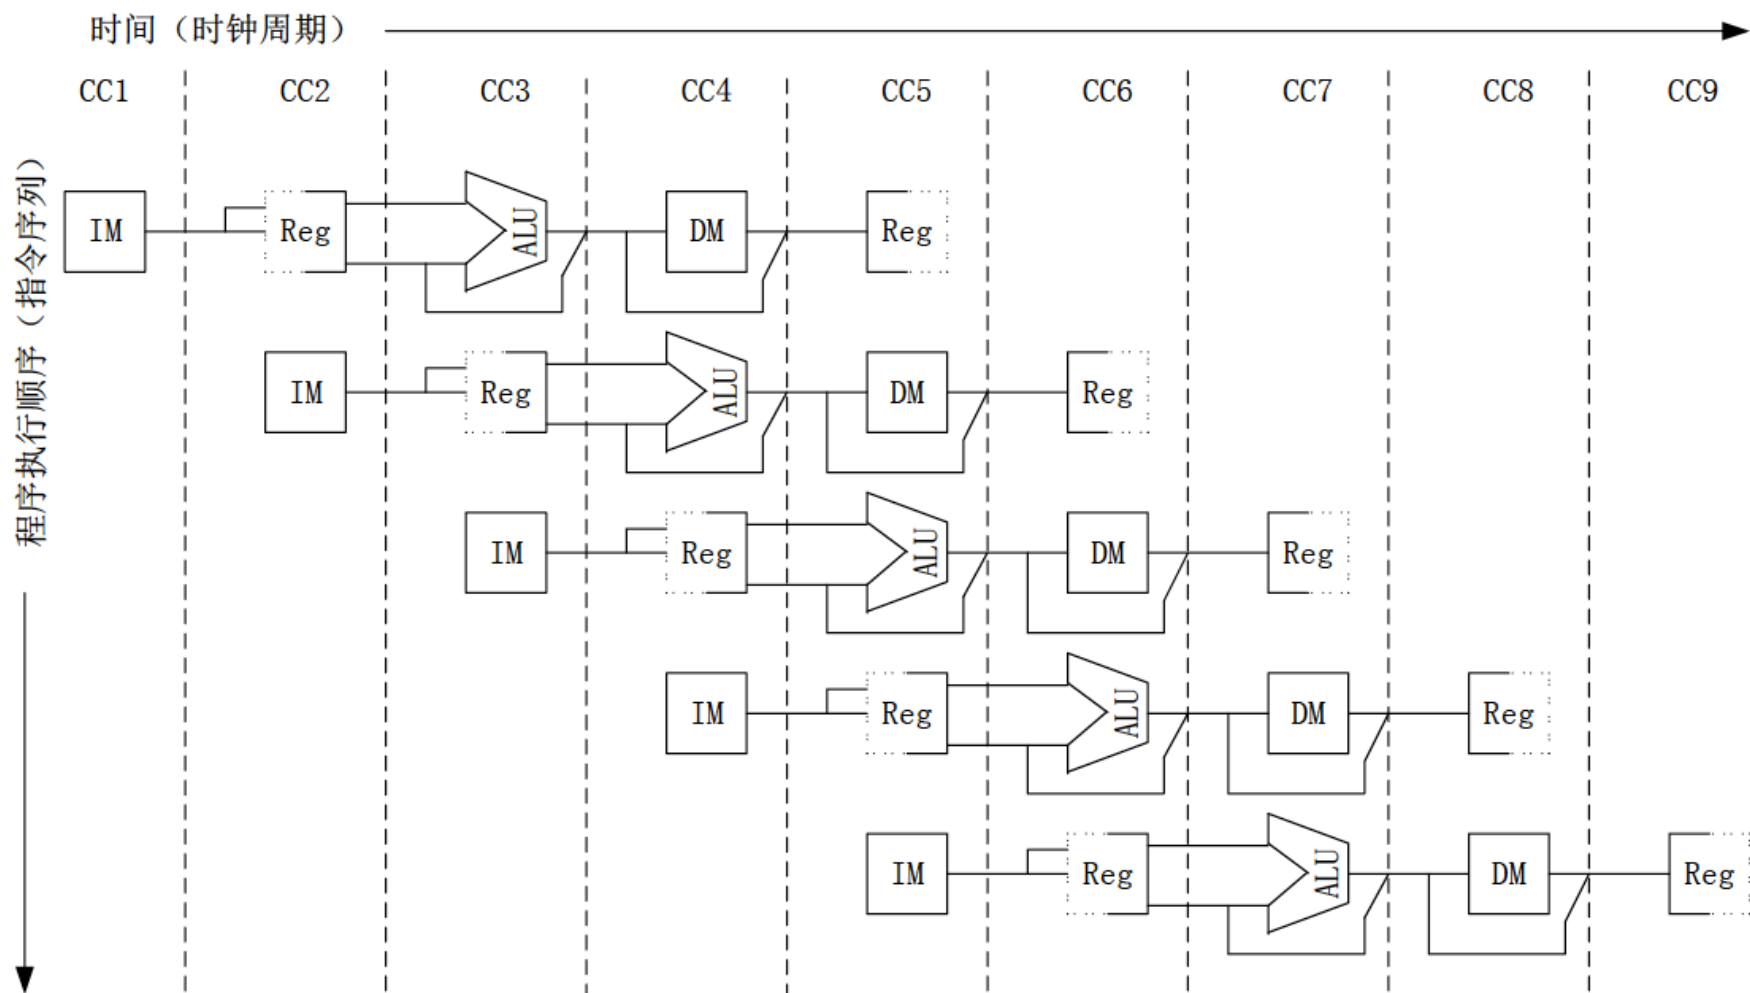 时间（时钟周期）
CC1 CC2 CC3 CC4 CC5 CC6 CC7 CC8 CC9
程序执行顺序（指令序列）
IM Reg ALU DM Reg
IM Reg ALU DM Reg
IM Reg ALU DM Reg
IM Reg ALU DM Reg
IM Reg ALU DM Reg